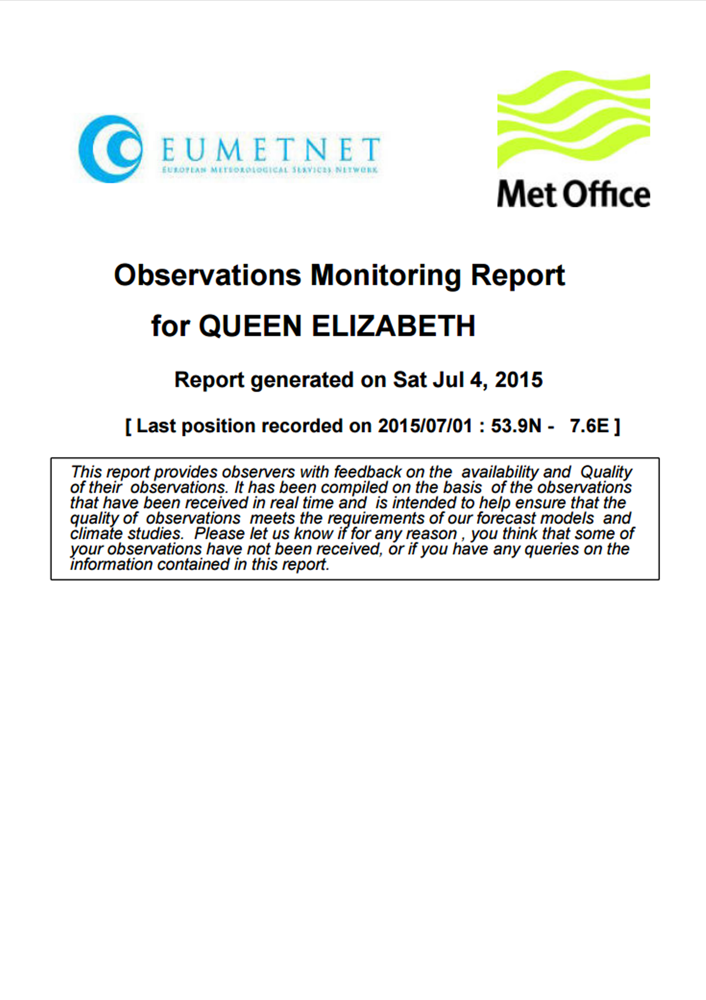 EUMETNET
EUROPEAN METEOROLOGICAL SERVICES NETWORK
Met Office
Observations Monitoring Report
for QUEEN ELIZABETH
Report generated on Sat Jul 4, 2015
[ Last position recorded on 2015/07/01 : 53.9N - 7.6E ]
This report provides observers with feedback on the availability and Quality
of their observations. It has been compiled on the basis of the observations
that have been received in real time and is intended to help ensure that the
quality of observations meets the requirements of our forecast models and
climate studies. Please let us know if for any reason , you think that some of
your observations have not been received, or if you have any queries on the
information contained in this report.